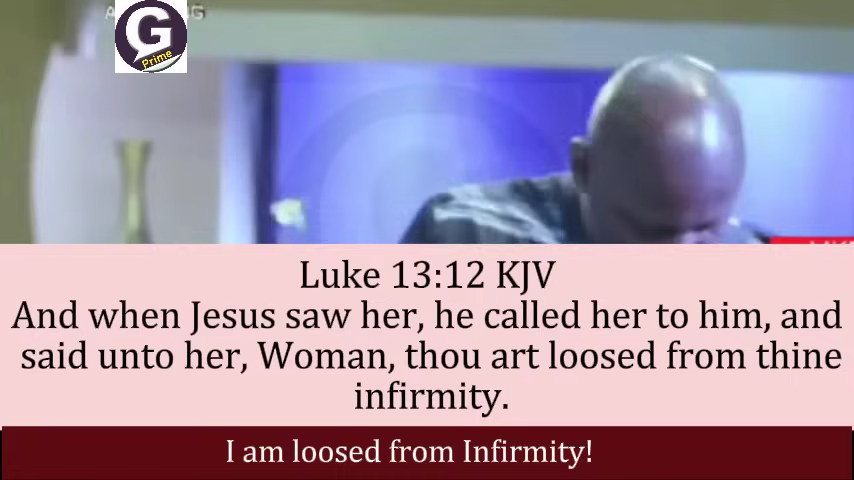 G
Prime
Luke 13:12 KJV
And when Jesus saw her, he called her to him, and
said unto her, Woman, thou art loosed from thine
infirmity.
I am loosed from Infirmity!